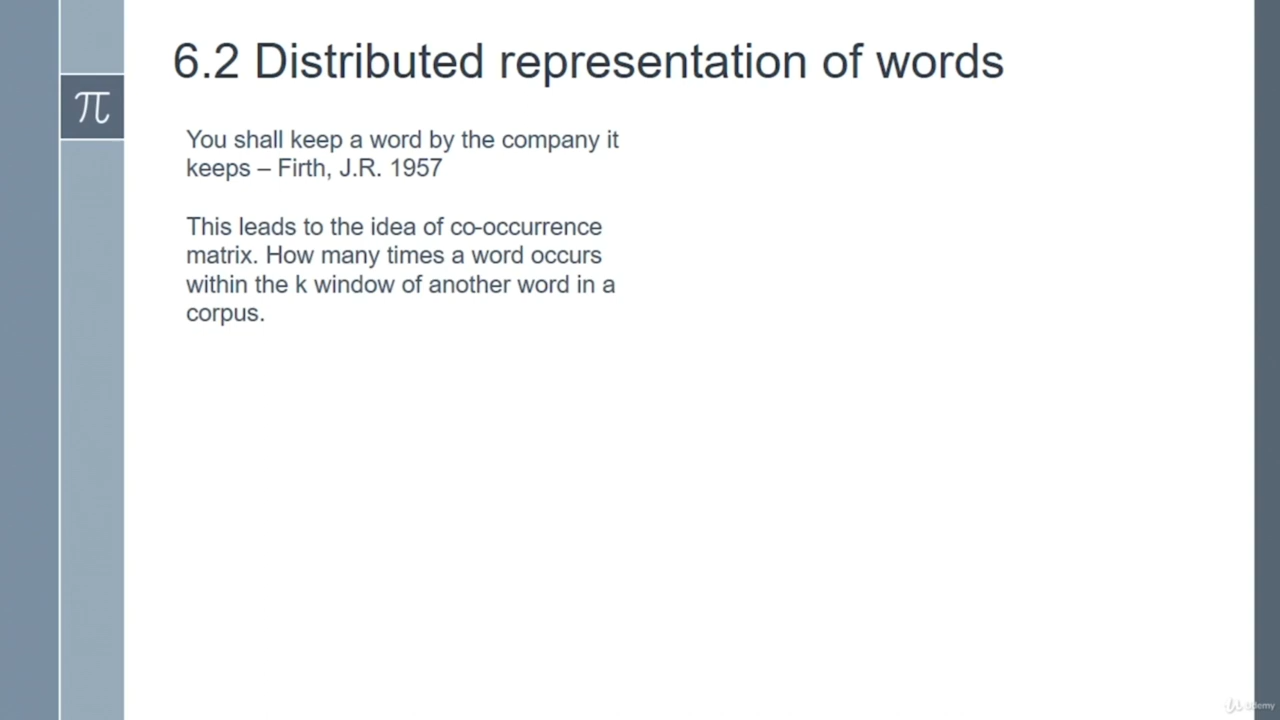 6.2 Distributed representation of words
π
You shall keep a word by the company it
keeps – Firth, J.R. 1957
This leads to the idea of co-occurrence
matrix. How many times a word occurs
within the k window of another word in a
corpus.
Udemy